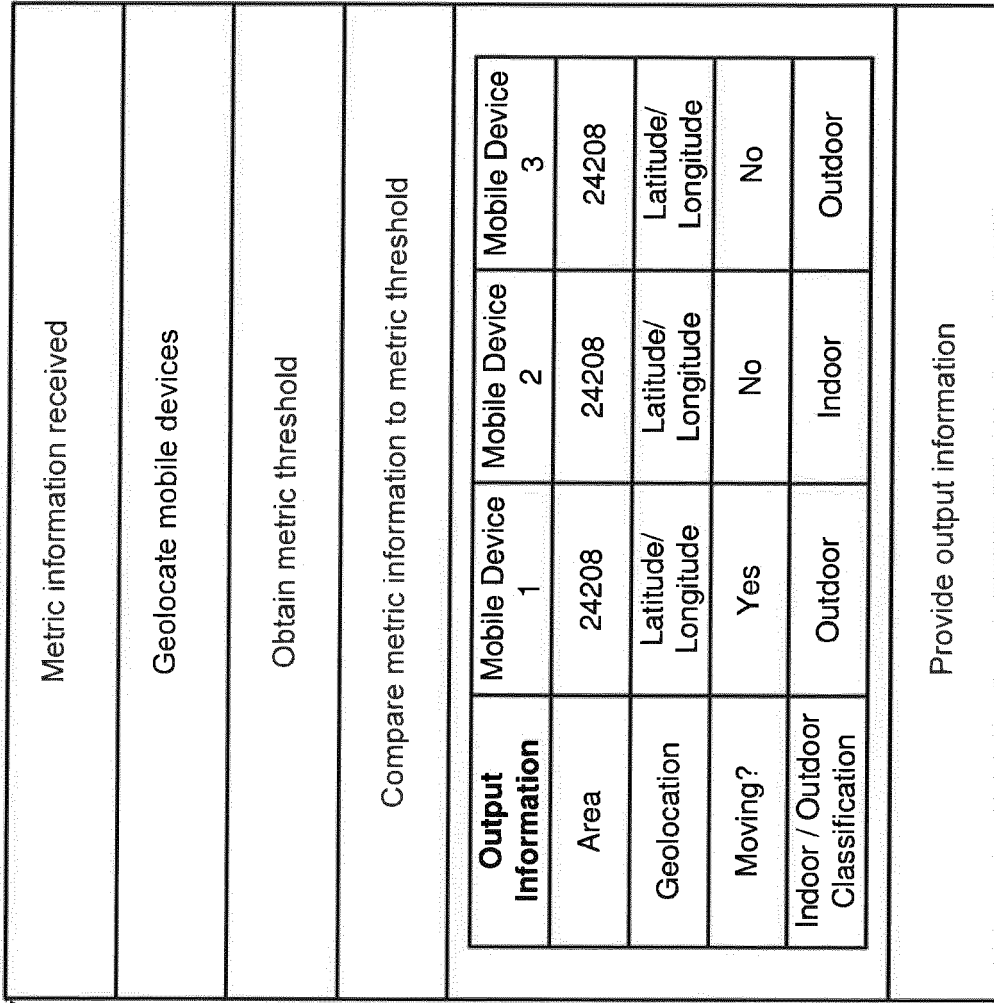 Metric information received
Geolocate mobile devices
Obtain metric threshold
Compare metric information to metric threshold
Output Information Mobile Device 1 Mobile Device 2 Mobile Device 3
Area 24208 24208 24208
Geolocation Latitude/ Longitude Latitude/ Longitude Latitude/ Longitude
Moving? Yes No No
Indoor / Outdoor Classification Outdoor Indoor Outdoor
Provide output information